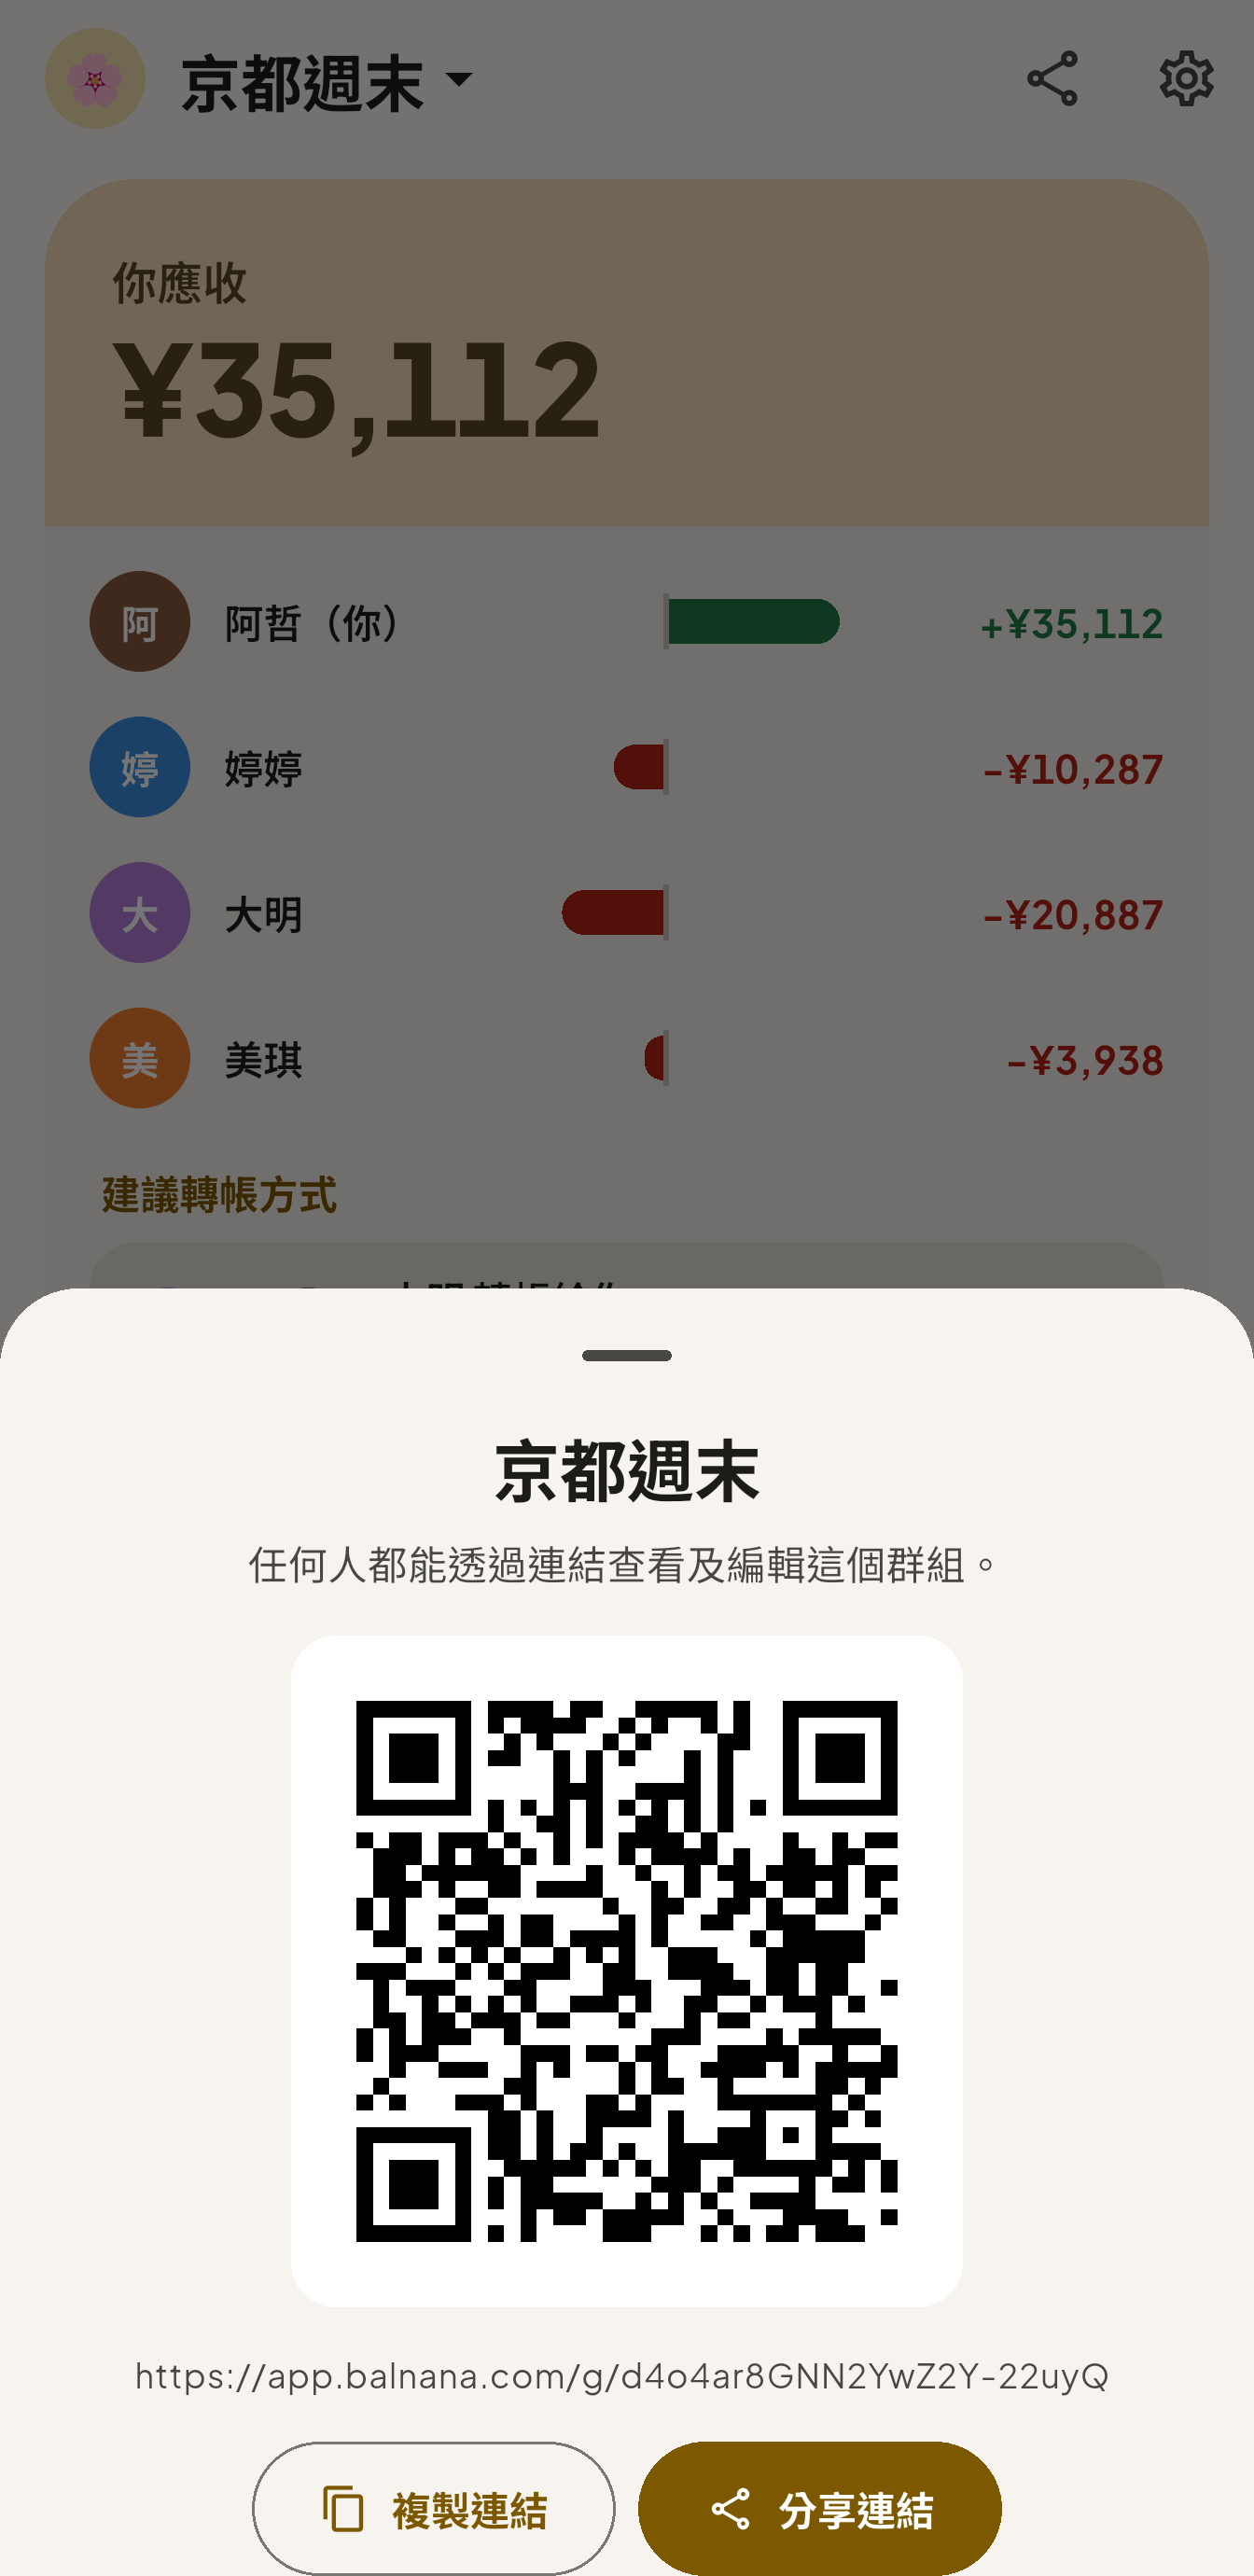 京都週末
你應收
¥35,112
阿 阿哲（你） +¥35,112
婷 婷婷 -¥10,287
大 大明 -¥20,887
美 美琪 -¥3,938
建議轉帳方式
京都週末
任何人都能透過連結查看及編輯這個群組。
https://app.balnana.com/g/d4o4ar8GNN2YwZ2Y-22uyQ
複製連結 分享連結